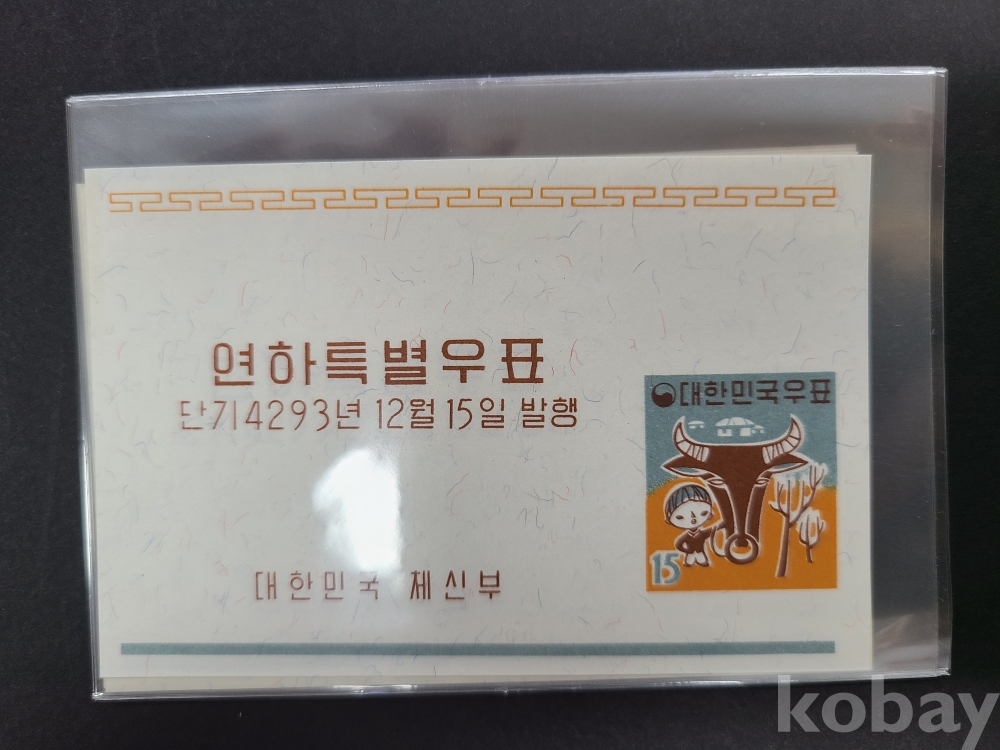 연하특별우표
단기4293년 12월 15일 발행
대한민국우표
15
대한민국 체신부
kobay